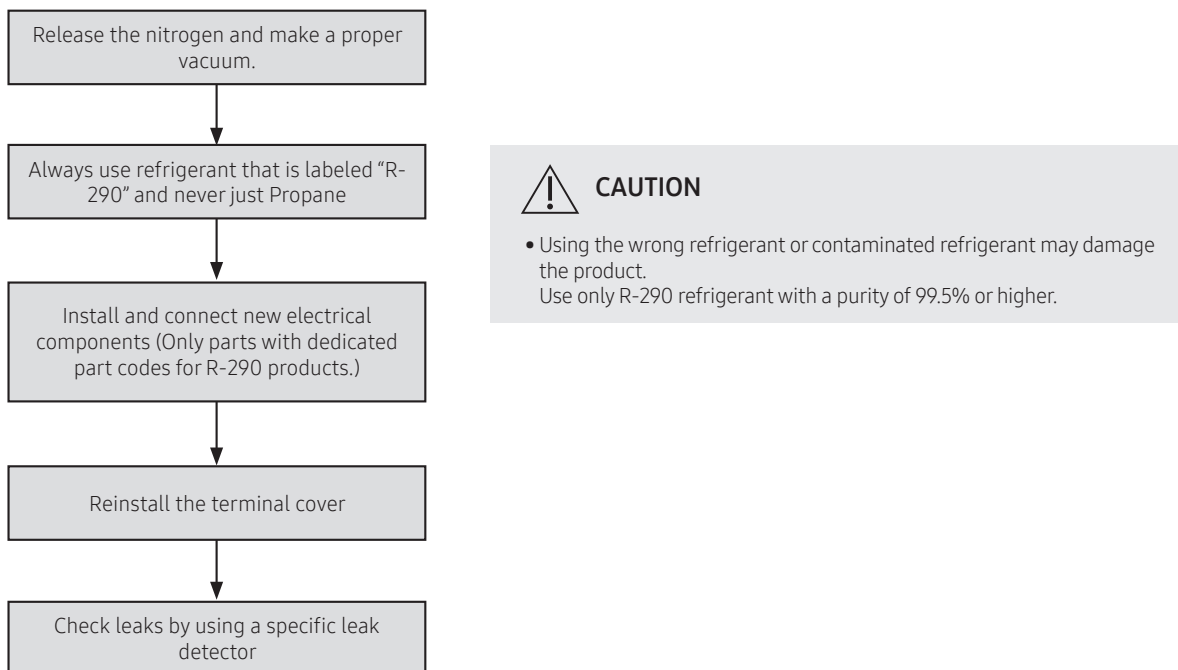 Release the nitrogen and make a proper
vacuum.
Always use refrigerant that is labeled “R-
290” and never just Propane
CAUTION
• Using the wrong refrigerant or contaminated refrigerant may damage
the product.
Use only R-290 refrigerant with a purity of 99.5% or higher.
Install and connect new electrical
components (Only parts with dedicated
part codes for R-290 products.)
Reinstall the terminal cover
Check leaks by using a specific leak
detector